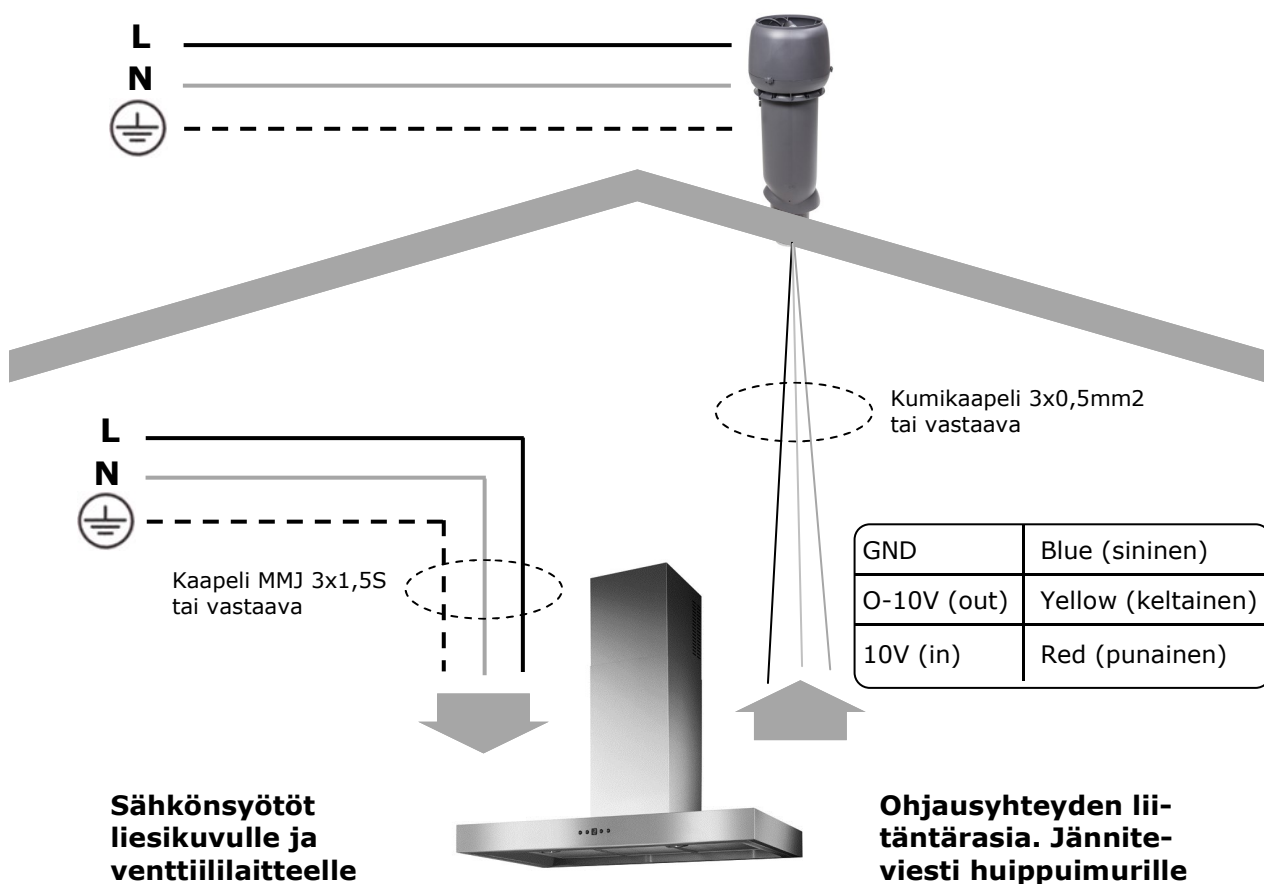 L
N
Kumikaapeli 3x0,5mm2
tai vastaava
L
N
Kaapeli MMJ 3x1,5S
tai vastaava
GND Blue (sininen)
O-10V (out) Yellow (keltainen)
10V (in) Red (punainen)
Sähkönsyötöt
liesikuvulle ja
venttiililaitteelle
Ohjausyhteyden lii-
täntärasia. Jännite-
viesti huippuimurille